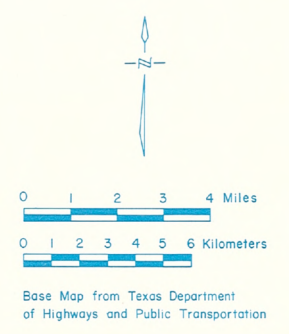 N
0 1 2 3 4 Miles
0 1 2 3 4 5 6 Kilometers
Base Map from Texas Department
of Highways and Public Transportation